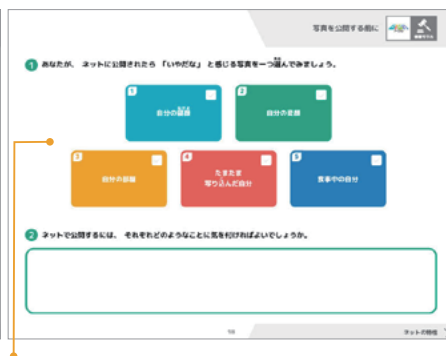 写真を公開する前に
1 あなたが、ネットに公開されたら「いやだな」と感じる写真を一つ選んでみましょう。
1
自分の寝顔
2
自分の笑顔
3
自分の部屋
4
たまたま
写り込んだ自分
5
食事中の自分
2 ネットで公開するには、それぞれどのようなことに気を付ければよいでしょうか。
ネットの特性